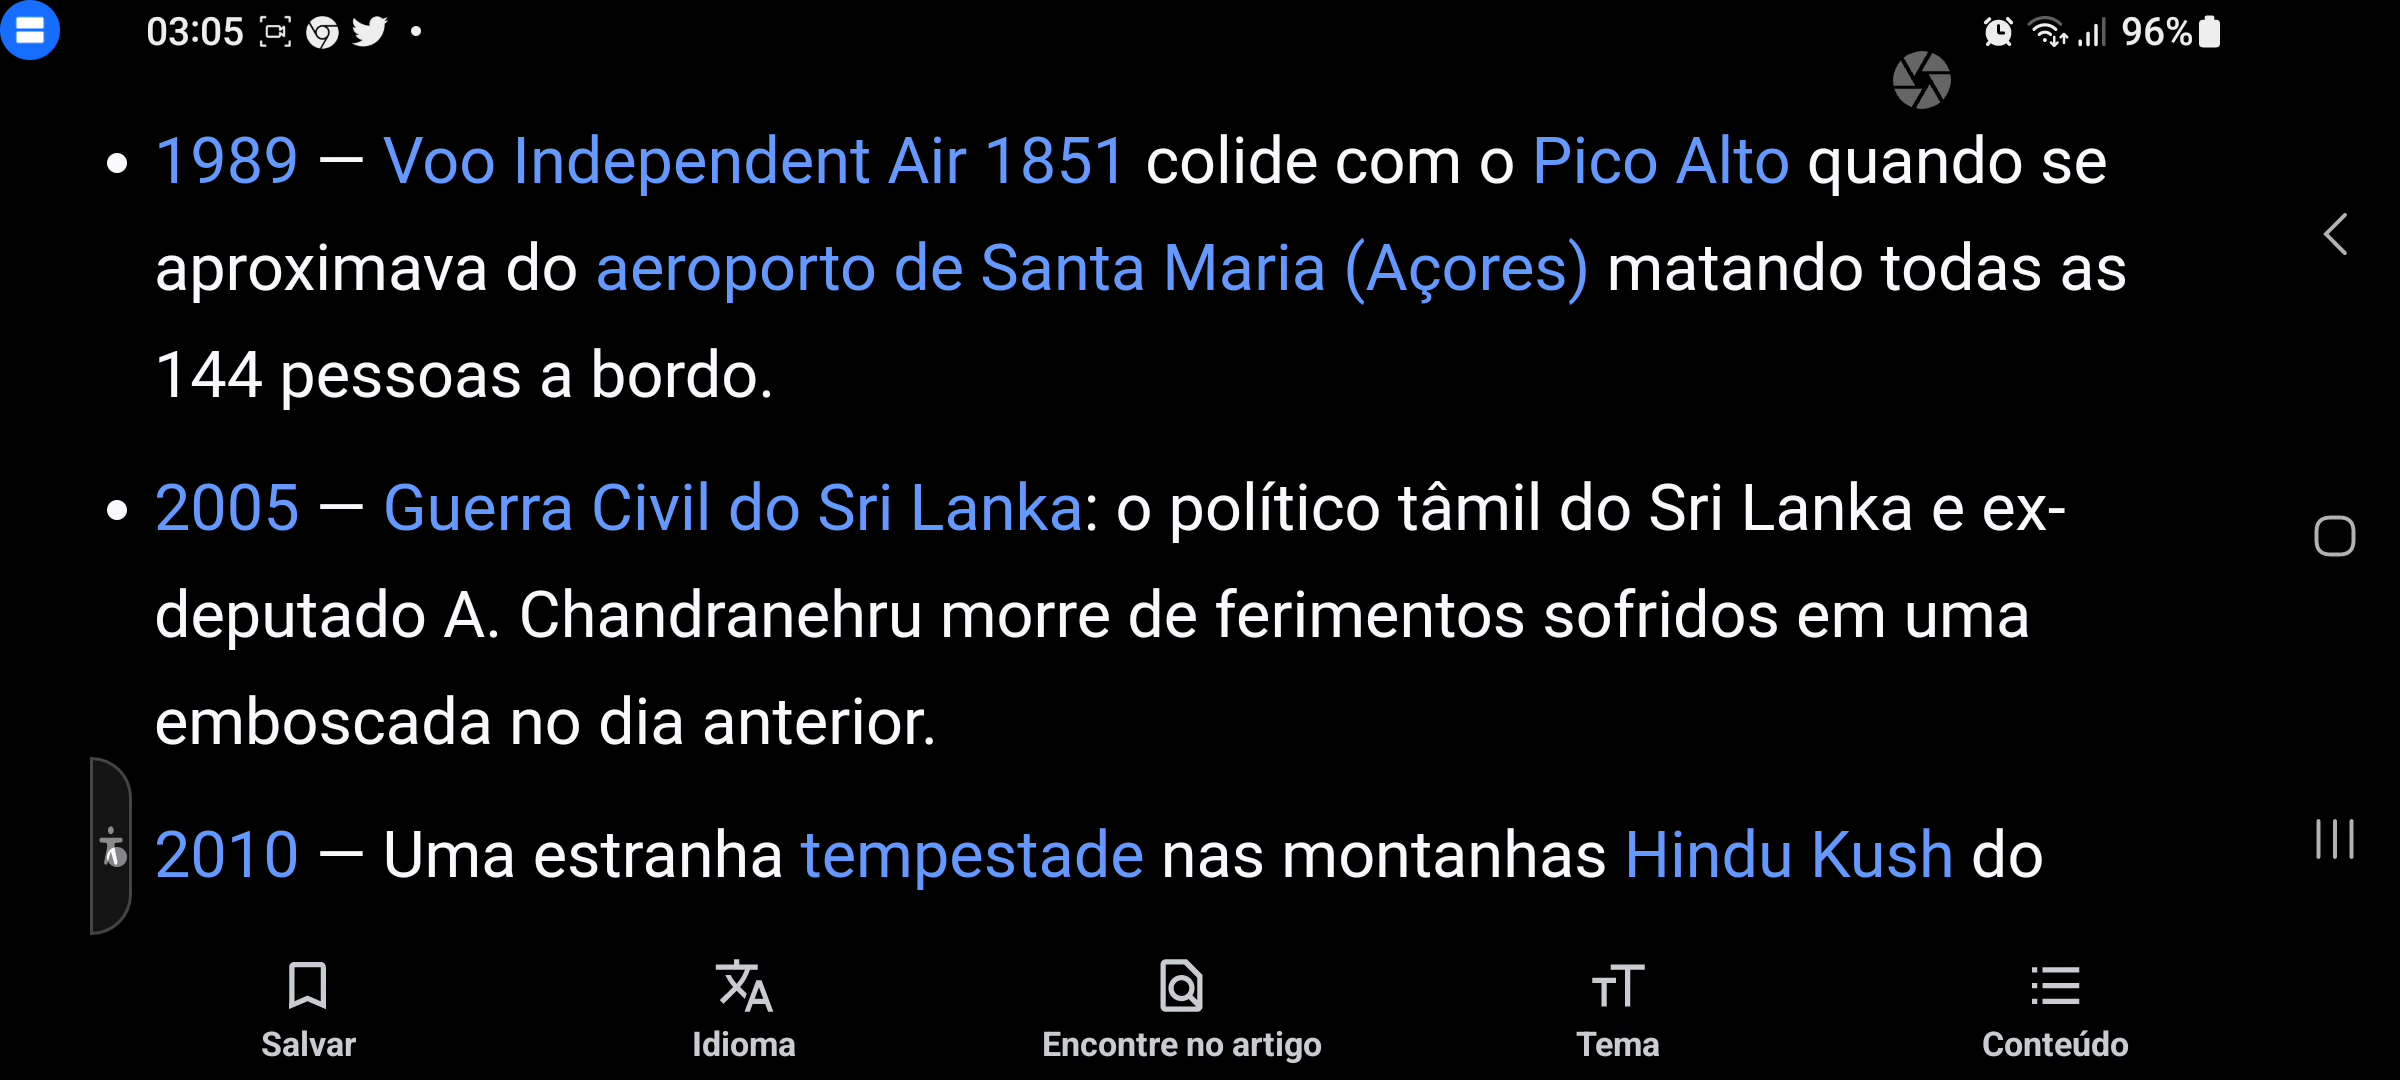 03:05
96%
1989 — Voo Independent Air 1851 colide com o Pico Alto quando se
aproximava do aeroporto de Santa Maria (Açores) matando todas as
144 pessoas a bordo.
2005 — Guerra Civil do Sri Lanka: o político tâmil do Sri Lanka e ex-
deputado A. Chandranehru morre de ferimentos sofridos em uma
emboscada no dia anterior.
2010 — Uma estranha tempestade nas montanhas Hindu Kush do
Salvar
Idioma
Encontre no artigo
Tema
Conteúdo